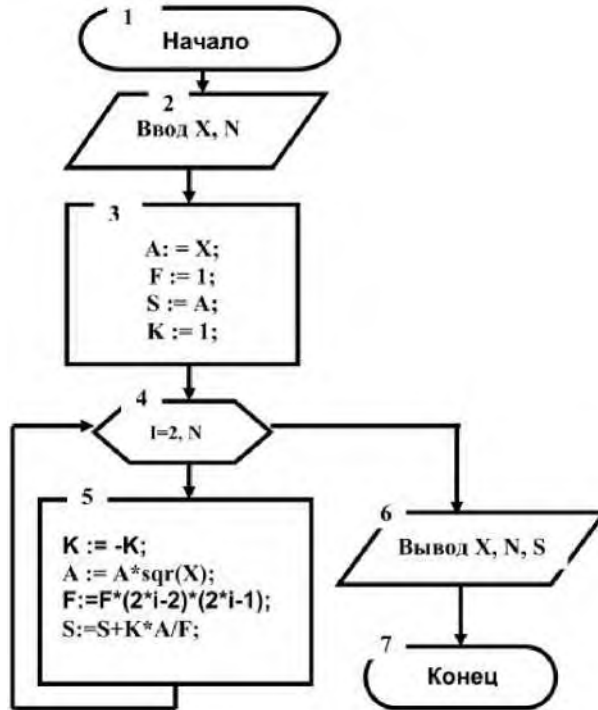 1
Начало
2
Ввод X, N
3
A: = X;
F := 1;
S := A;
K := 1;
4
I=2, N
5
K := -K;
A := A*sqr(X);
F:=F*(2*i-2)*(2*i-1);
S:=S+K*A/F;
6
Вывод X, N, S
7
Конец